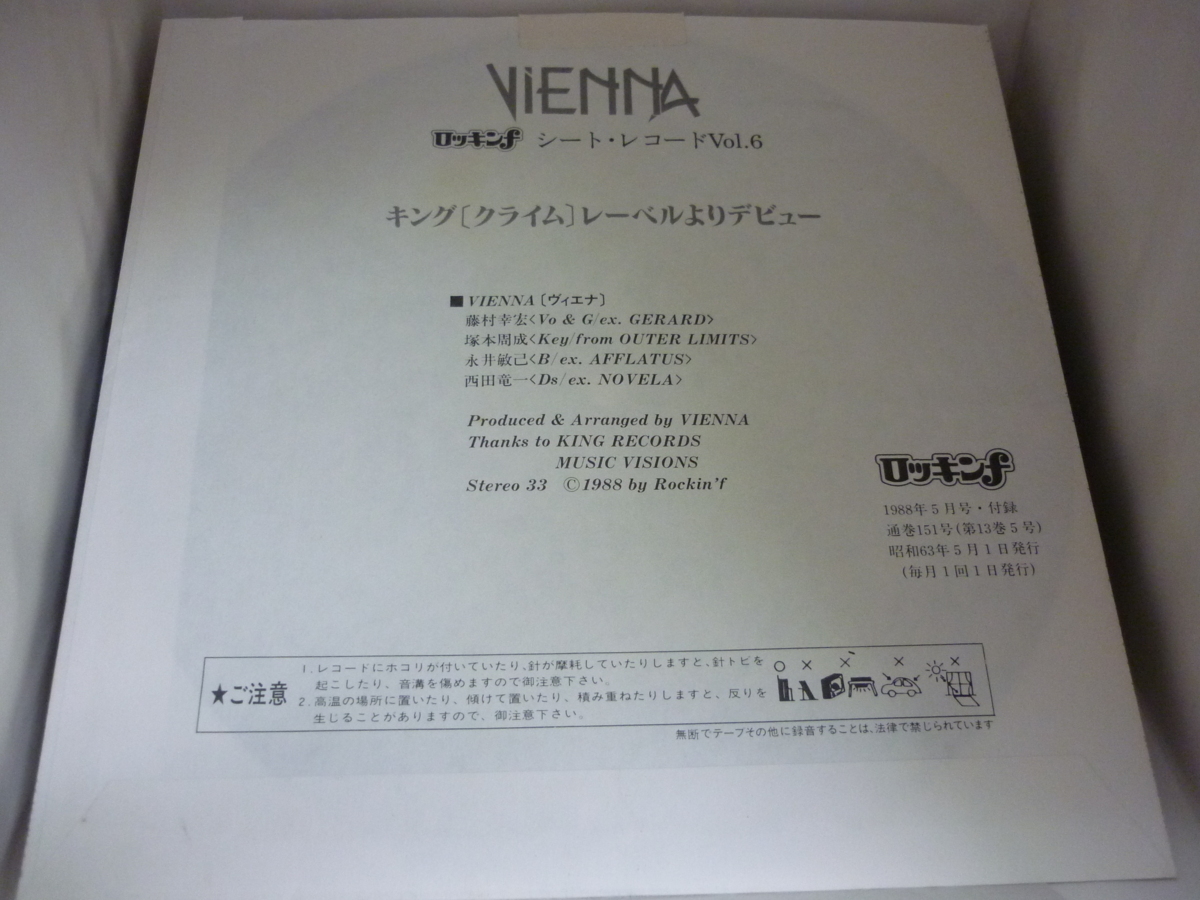 ViENNA
ロッキンf シート・レコードVol.6
キング〔クライム〕レーベルよりデビュー
■VIENNA〔ヴィエナ〕
藤村幸宏〈Vo & G/ex. GERARD〉
塚本周成〈Key/from OUTER LIMITS〉
永井敏己〈B/ex. AFFLATUS〉
西田竜一〈Ds/ex. NOVELA〉
Produced & Arranged by VIENNA
Thanks to KING RECORDS
MUSIC VISIONS
Stereo 33 ©1988 by Rockin'f
ロッキンf
1988年5月号・付録
通巻151号(第13巻5号)
昭和63年5月1日発行
(毎月1回1日発行)
★ご注意
1. レコードにホコリが付いていたり、針が摩耗していたりしますと、針トビを
起こしたり、音溝を傷めますので御注意下さい。
2. 高温の場所に置いたり、傾けて置いたり、積み重ねたりしますと、反りを
生じることがありますので、御注意下さい。
○ × × × ×
無断でテープその他に録音することは、法律で禁じられています